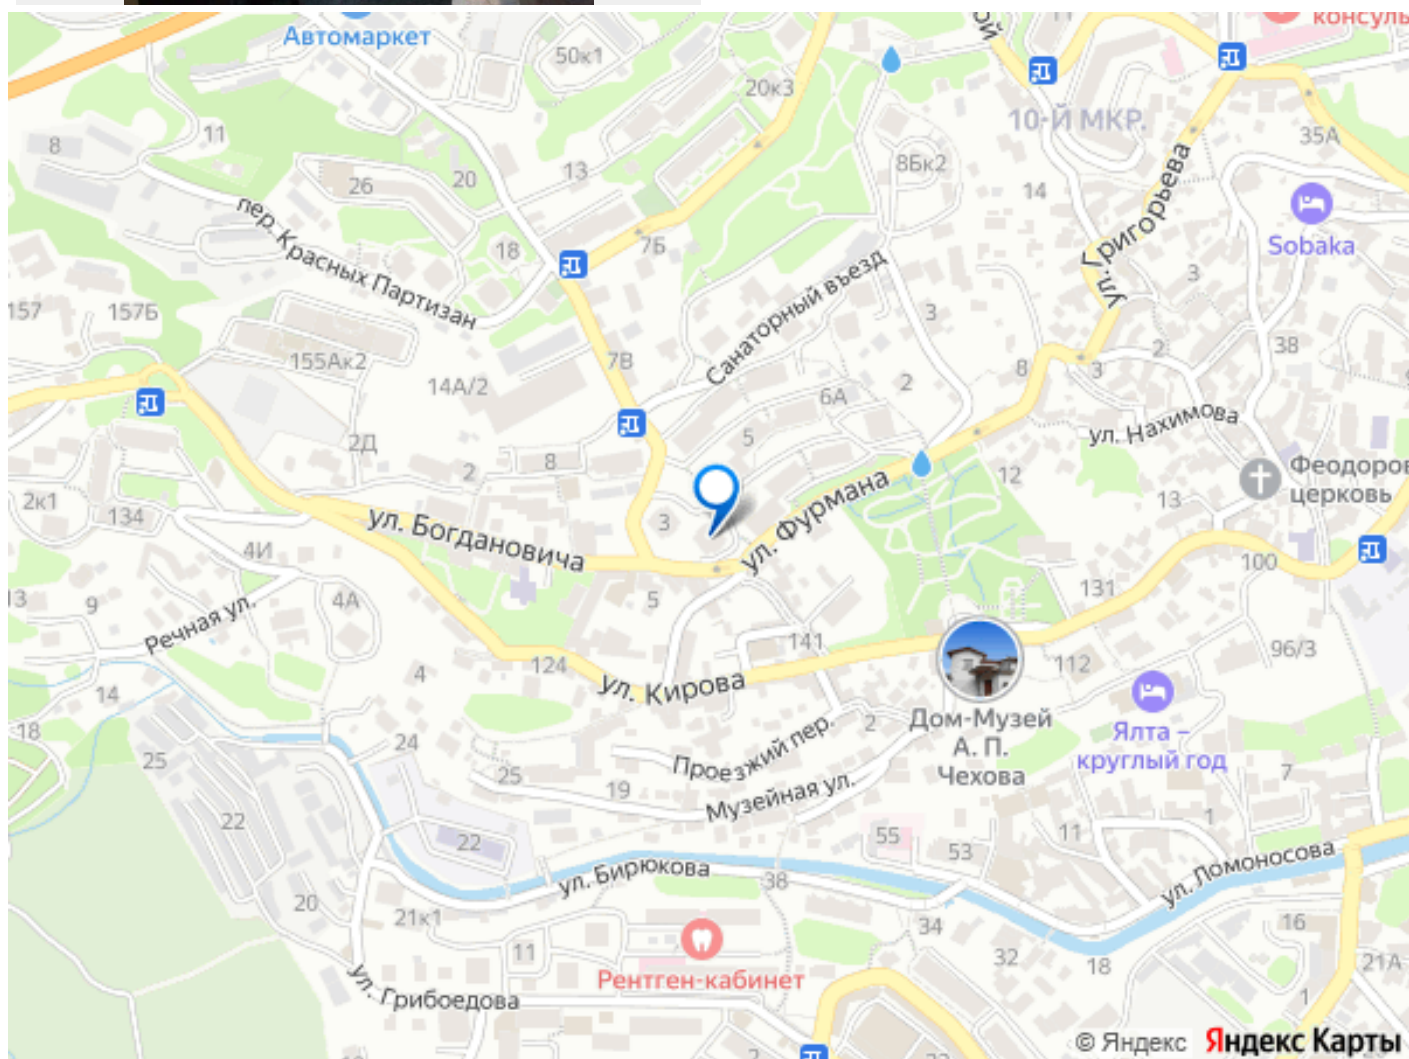 консуль
Автомаркет
50к1
11
20к3
10-Й МКР.
35А
11
8
8Бк2
13
20
26
14
ул. Григорьева
Sobaka
пер. Красных Партизан
18
7Б
Санаторный въезд
3
3
157
157Б
38
155Ак2
7В
14А/2
2
8
3
2
6А
ул. Нахимова
5
2Д
2
8
12
Феодоров
церковь
2к1
134
13
ул. Богдановича
3
ул. Фурмана
4И
100
13
9
Речная ул.
4А
5
131
141
96/3
124
112
4
14
ул. Кирова
18
24
2
Дом-Музей
А. П.
Чехова
Ялта –
круглый год
25
Проезжий пер.
25
19
Музейная ул.
7
22
22
1
11
55
53
ул. Ломоносова
ул. Бирюкова
38
20
21к1
34
16
11
32
18
21А
Рентген-кабинет
ул. Грибоедова
1
© Яндекс Яндекс Карты
10
2
22
23